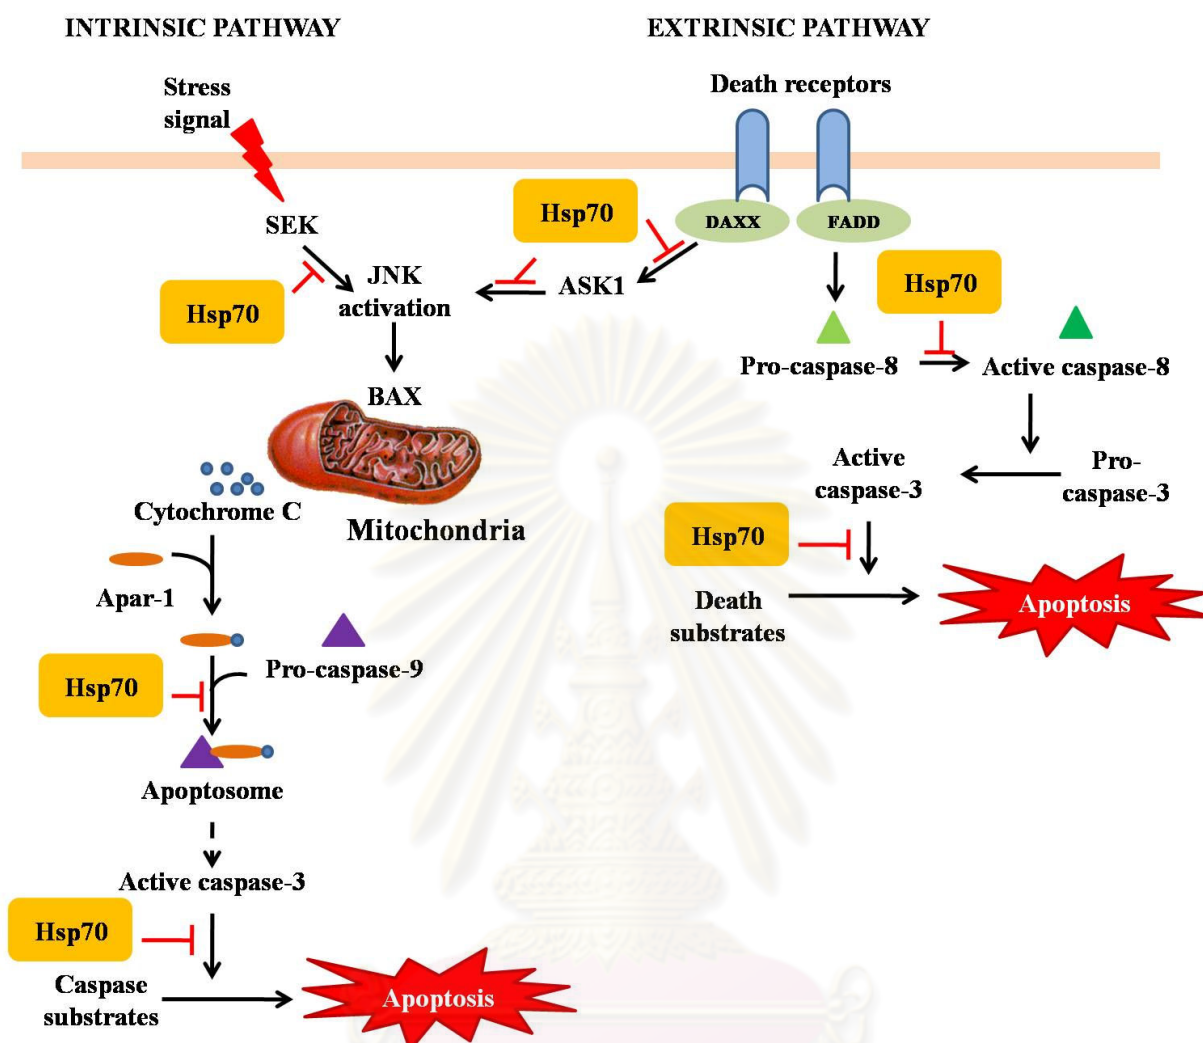 INTRINSIC PATHWAY
EXTRINSIC PATHWAY
Stress
signal
Death receptors
SEK
Hsp70
DAXX
FADD
Hsp70
JNK
activation
ASK1
Hsp70
BAX
Pro-caspase-8
Active caspase-8
Cytochrome C
Mitochondria
Active
caspase-3
Pro-
caspase-3
Hsp70
Apar-1
Death
substrates
Apoptosis
Pro-caspase-9
Hsp70
Apoptosome
Active caspase-3
Hsp70
Caspase
substrates
Apoptosis